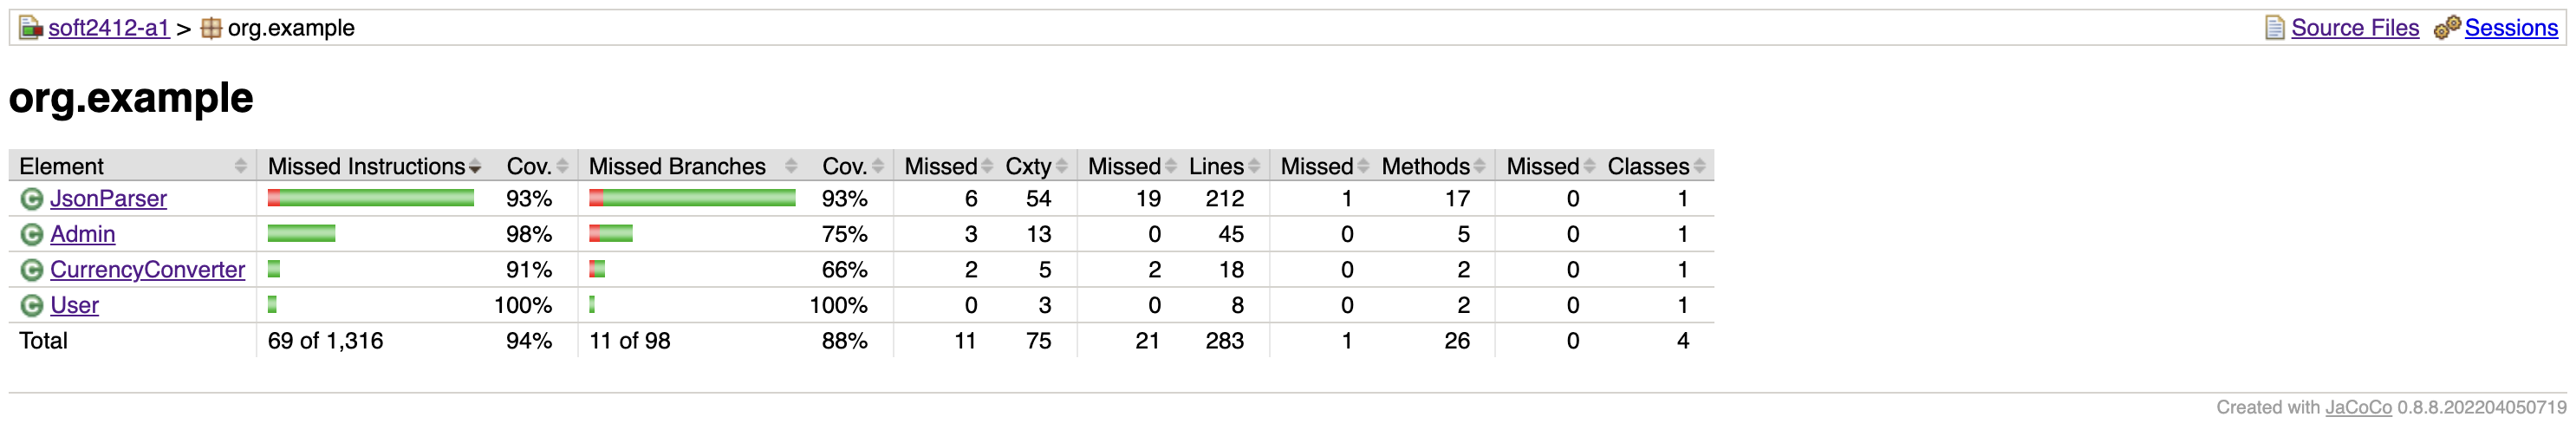 soft2412-a1 > org.example Source Files Sessions
org.example
Element Missed Instructions Cov. Missed Branches Cov. Missed Cxty Missed Lines Missed Methods Missed Classes
JsonParser 93% 93% 6 54 19 212 1 17 0 1
Admin 98% 75% 3 13 0 45 0 5 0 1
CurrencyConverter 91% 66% 2 5 2 18 0 2 0 1
User 100% 100% 0 3 0 8 0 2 0 1
Total 69 of 1,316 94% 11 of 98 88% 11 75 21 283 1 26 0 4
Created with JaCoCo 0.8.8.202204050719